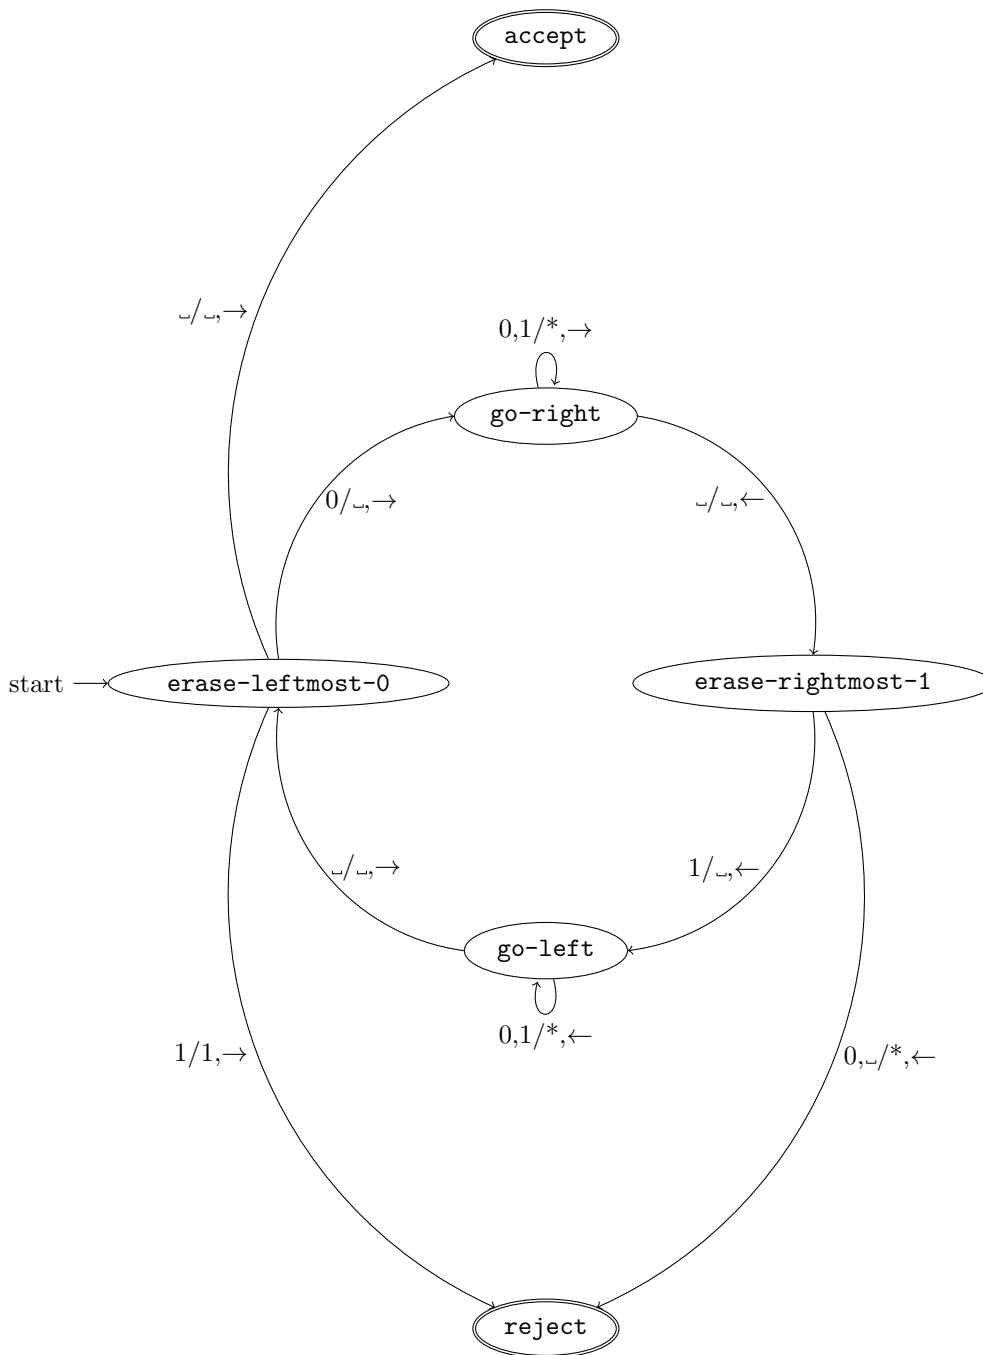 accept
␣/␣,→
0,1/*,→
go-right
0/␣,→
␣/␣,←
start
erase-leftmost-0
erase-rightmost-1
␣/␣,→
1/␣,←
go-left
0,1/*,←
1/1,→
0,␣/*,←
reject